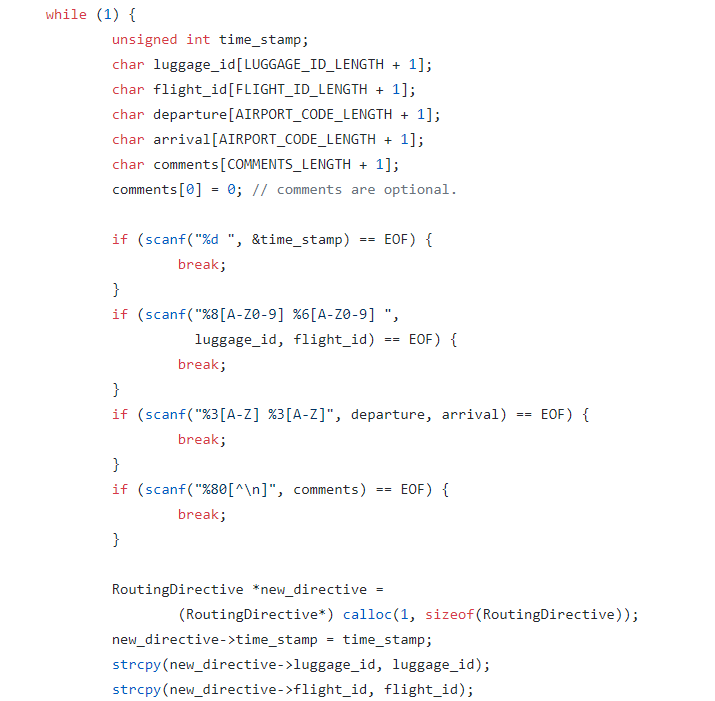 while (1) {
unsigned int time_stamp;
char luggage_id[LUGGAGE_ID_LENGTH + 1];
char flight_id[FLIGHT_ID_LENGTH + 1];
char departure[AIRPORT_CODE_LENGTH + 1];
char arrival[AIRPORT_CODE_LENGTH + 1];
char comments[COMMENTS_LENGTH + 1];
comments[0] = 0; // comments are optional.
if (scanf("%d ", &time_stamp) == EOF) {
break;
}
if (scanf("%8[A-Z0-9] %6[A-Z0-9] ",
luggage_id, flight_id) == EOF) {
break;
}
if (scanf("%3[A-Z] %3[A-Z]", departure, arrival) == EOF) {
break;
}
if (scanf("%80[^\n]", comments) == EOF) {
break;
}
RoutingDirective *new_directive =
(RoutingDirective*) calloc(1, sizeof(RoutingDirective));
new_directive->time_stamp = time_stamp;
strcpy(new_directive->luggage_id, luggage_id);
strcpy(new_directive->flight_id, flight_id);